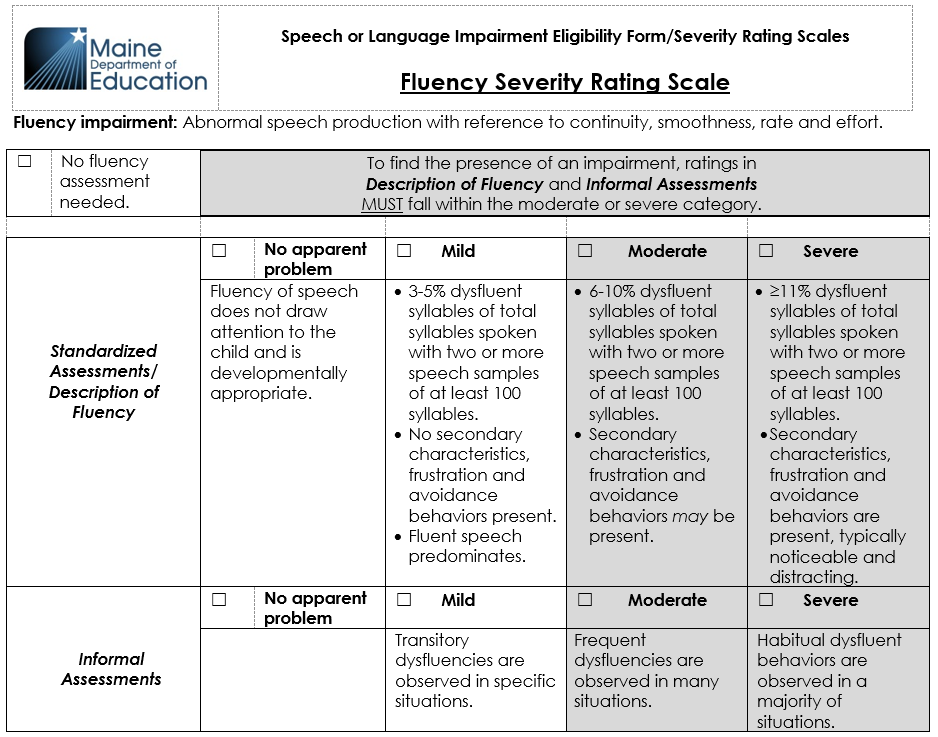 Maine
Department of
Education
Speech or Language Impairment Eligibility Form/Severity Rating Scales
Fluency Severity Rating Scale
Fluency impairment: Abnormal speech production with reference to continuity, smoothness, rate and effort.
☐ No fluency
assessment
needed.
To find the presence of an impairment, ratings in
Description of Fluency and Informal Assessments
MUST fall within the moderate or severe category.
Standardized
Assessments/
Description of
Fluency
☐ No apparent
problem
Fluency of speech
does not draw
attention to the
child and is
developmentally
appropriate.
☐ Mild
• 3-5% dysfluent
syllables of total
syllables spoken
with two or more
speech samples
of at least 100
syllables.
• No secondary
characteristics,
frustration and
avoidance
behaviors present.
• Fluent speech
predominates.
☐ Moderate
• 6-10% dysfluent
syllables of total
syllables spoken
with two or more
speech samples
of at least 100
syllables.
• Secondary
characteristics,
frustration and
avoidance
behaviors may be
present.
☐ Severe
• ≥11% dysfluent
syllables of total
syllables spoken
with two or more
speech samples
of at least 100
syllables.
•Secondary
characteristics,
frustration and
avoidance
behaviors are
present, typically
noticeable and
distracting.
Informal
Assessments
☐ No apparent
problem
☐ Mild
Transitory
dysfluencies are
observed in specific
situations.
☐ Moderate
Frequent
dysfluencies are
observed in many
situations.
☐ Severe
Habitual dysfluent
behaviors are
observed in a
majority of
situations.